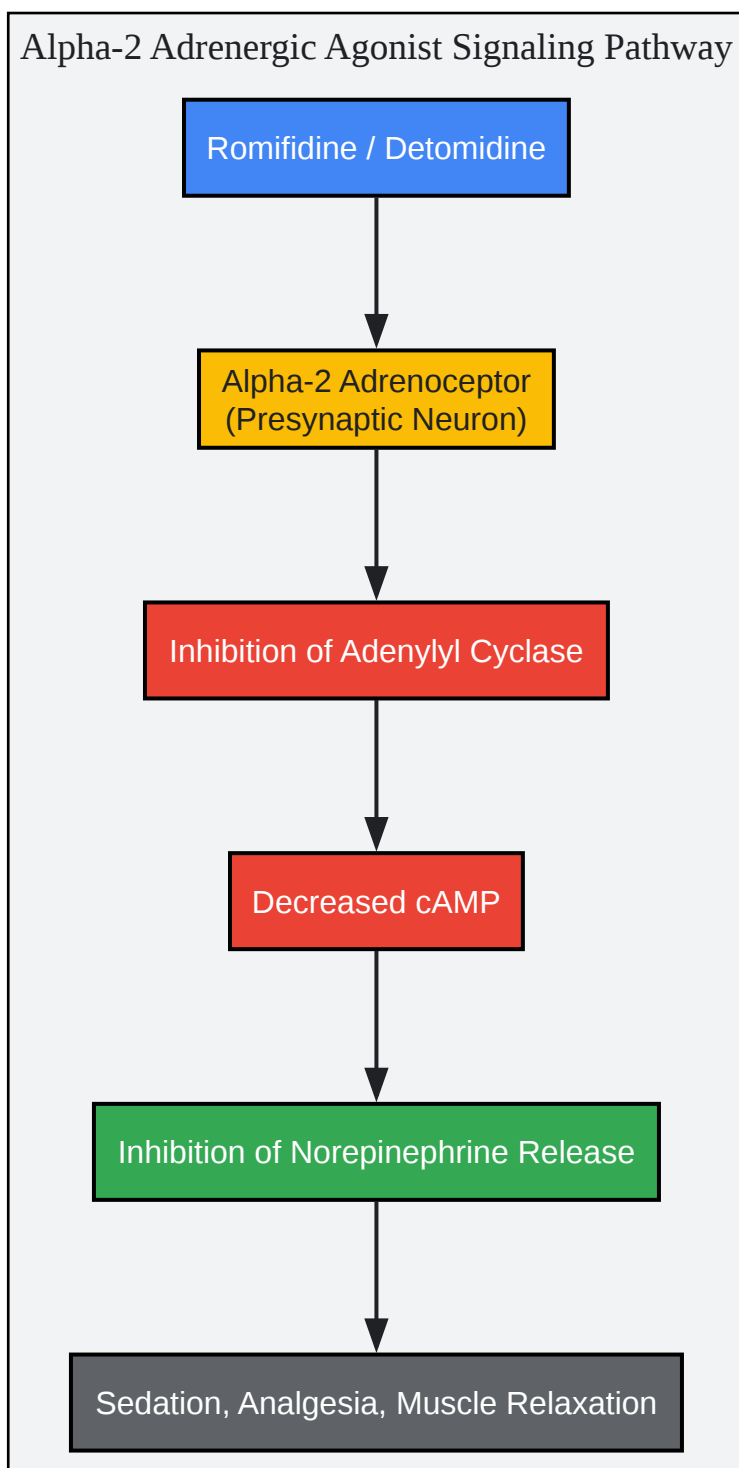 Alpha-2 Adrenergic Agonist Signaling Pathway
Romifidine / Detomidine
Alpha-2 Adrenoceptor
(Presynaptic Neuron)
Inhibition of Adenylyl Cyclase
Decreased cAMP
Inhibition of Norepinephrine Release
Sedation, Analgesia, Muscle Relaxation